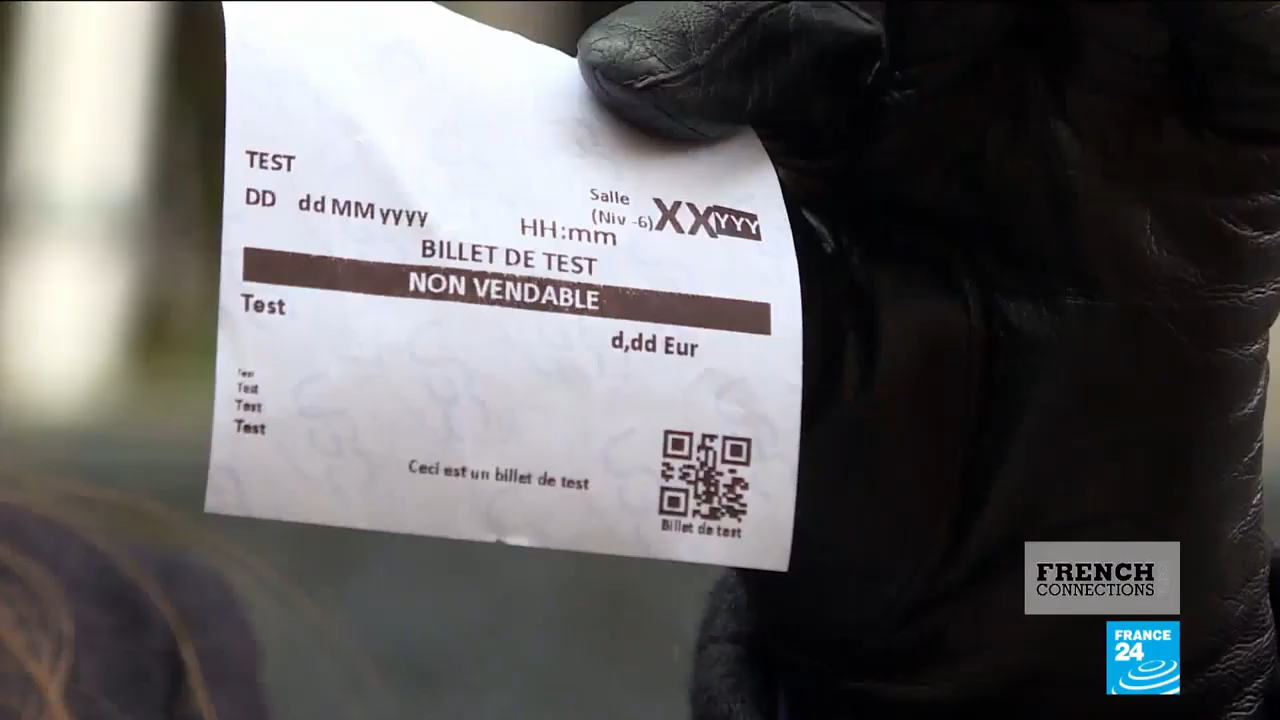 TEST
DD dd MM yyyy
HH:mm
Salle
(Niv -6) XX YYY
BILLET DE TEST
NON VENDABLE
Test
d,dd Eur
Test
Test
Test
Test
Ceci est un billet de test
Billet de test
FRENCH
CONNECTIONS
FRANCE
24